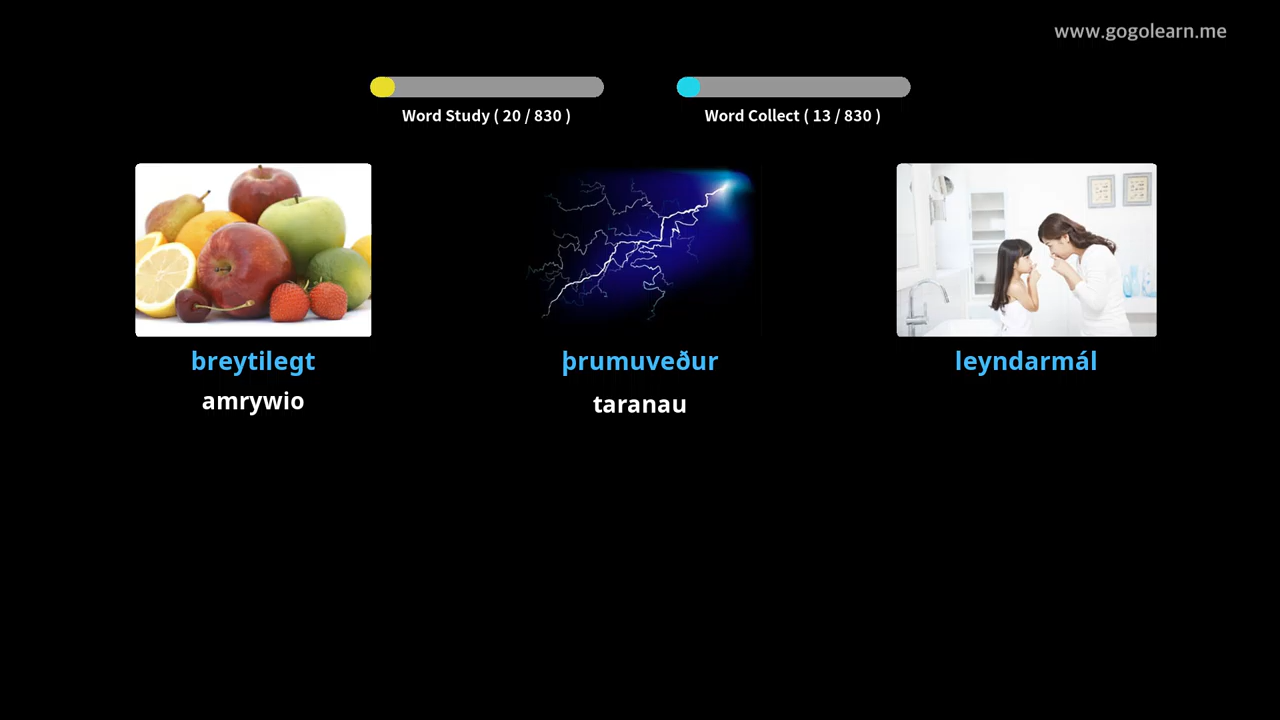 www.gogolearn.me
Word Study ( 20 / 830 )
Word Collect ( 13 / 830 )
breytilegt
þrumuveður
leyndarmál
amrywio
taranau